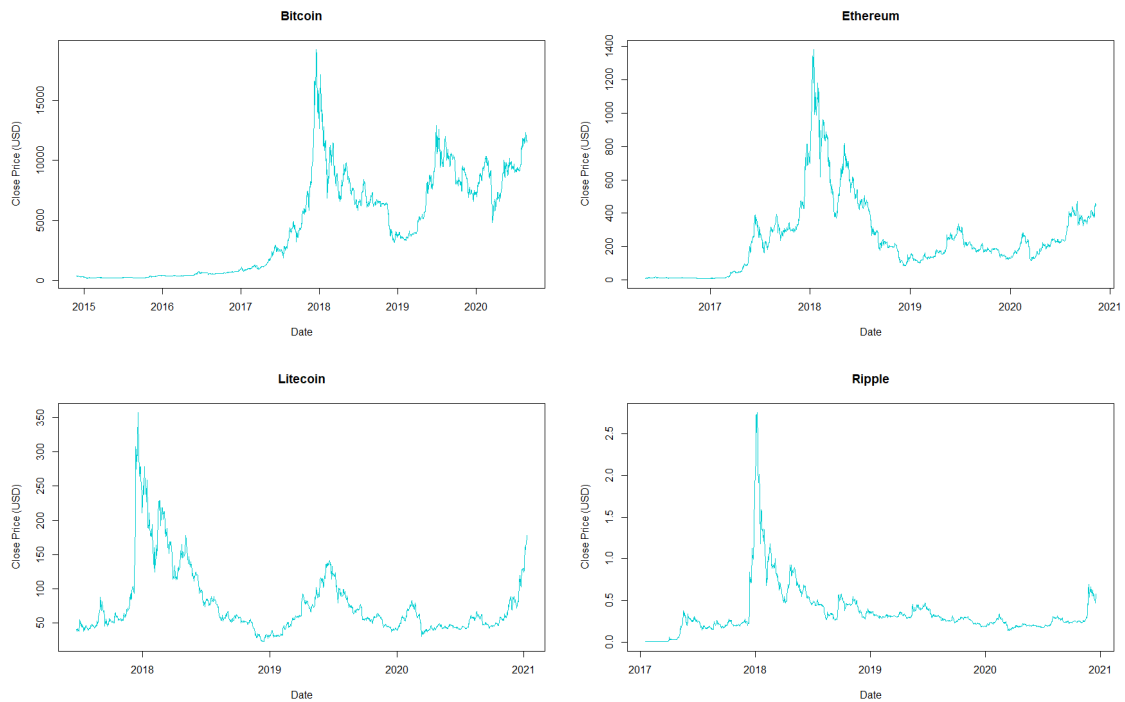 Bitcoin
Close Price (USD)
15000
10000
5000
0
2015 2016 2017 2018 2019 2020
Date
Ethereum
Close Price (USD)
1400
1200
1000
800
600
400
200
0
2017 2018 2019 2020 2021
Date
Litecoin
Close Price (USD)
350
300
250
200
150
100
50
2018 2019 2020 2021
Date
Ripple
Close Price (USD)
2.5
2.0
1.5
1.0
0.5
0.0
2017 2018 2019 2020 2021
Date